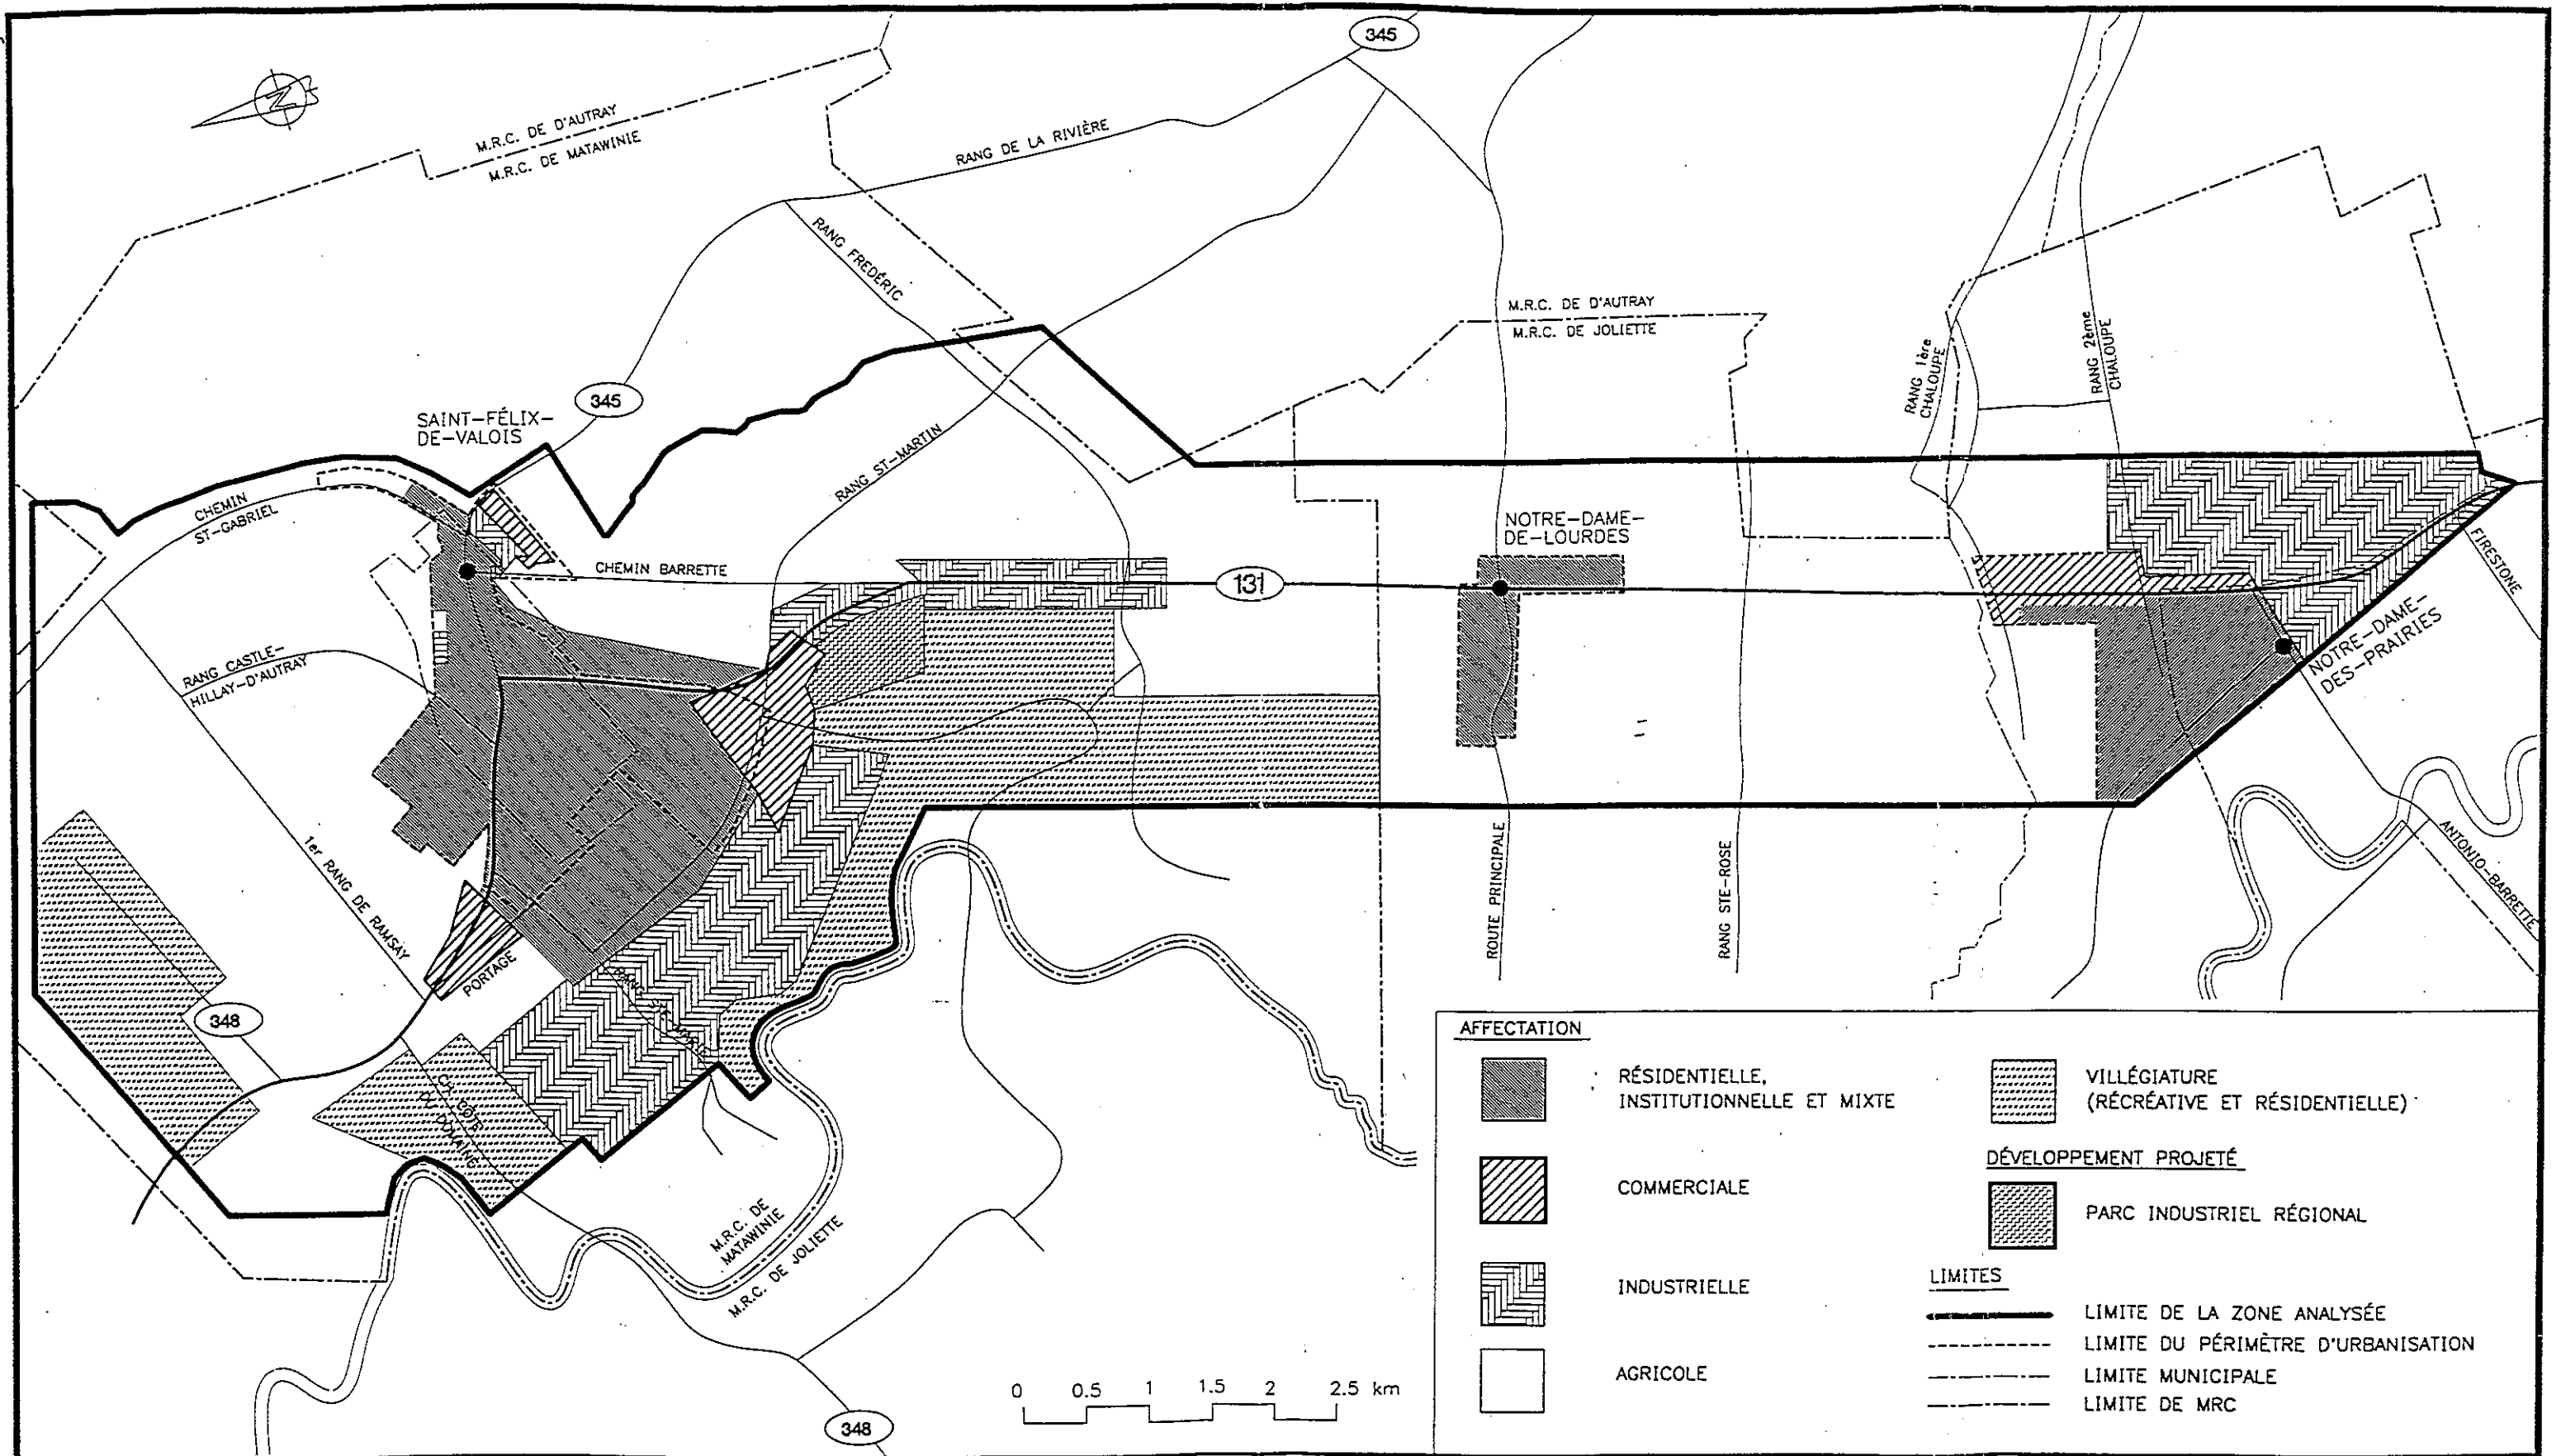 345
N
M.R.C. DE D'AUTRAY
M.R.C. DE MATAWINIE
RANG DE LA RIVIÈRE
RANG FREDÉRIC
M.R.C. DE D'AUTRAY
M.R.C. DE JOLIETTE
RANG 1ère
CHALOUPE
RANG 2ème
CHALOUPE
345
SAINT-FÉLIX-
DE-VALOIS
RANG ST-MARTIN
CHEMIN
ST-GABRIEL
CHEMIN BARRETTE
131
NOTRE-DAME-
DE-LOURDES
FIRESTONE
NOTRE-DAME-
DES-PRAIRIES
RANG CASTLE-
HILLAY-D'AUTRAY
1er RANG DE RAMSAY
PORTAGE
348
CH. CÔTE
DU DOMAINE
ROUTE PRINCIPALE
RANG STE-ROSE
ANTONIO-BARRETTE
M.R.C. DE
MATAWINIE
M.R.C. DE JOLIETTE
348
0 0.5 1 1.5 2 2.5 km
AFFECTATION
RÉSIDENTIELLE,
INSTITUTIONNELLE ET MIXTE
COMMERCIALE
INDUSTRIELLE
AGRICOLE
VILLÉGIATURE
(RÉCRÉATIVE ET RÉSIDENTIELLE)
DÉVELOPPEMENT PROJETÉ
PARC INDUSTRIEL RÉGIONAL
LIMITES
LIMITE DE LA ZONE ANALYSÉE
LIMITE DU PÉRIMÈTRE D'URBANISATION
LIMITE MUNICIPALE
LIMITE DE MRC